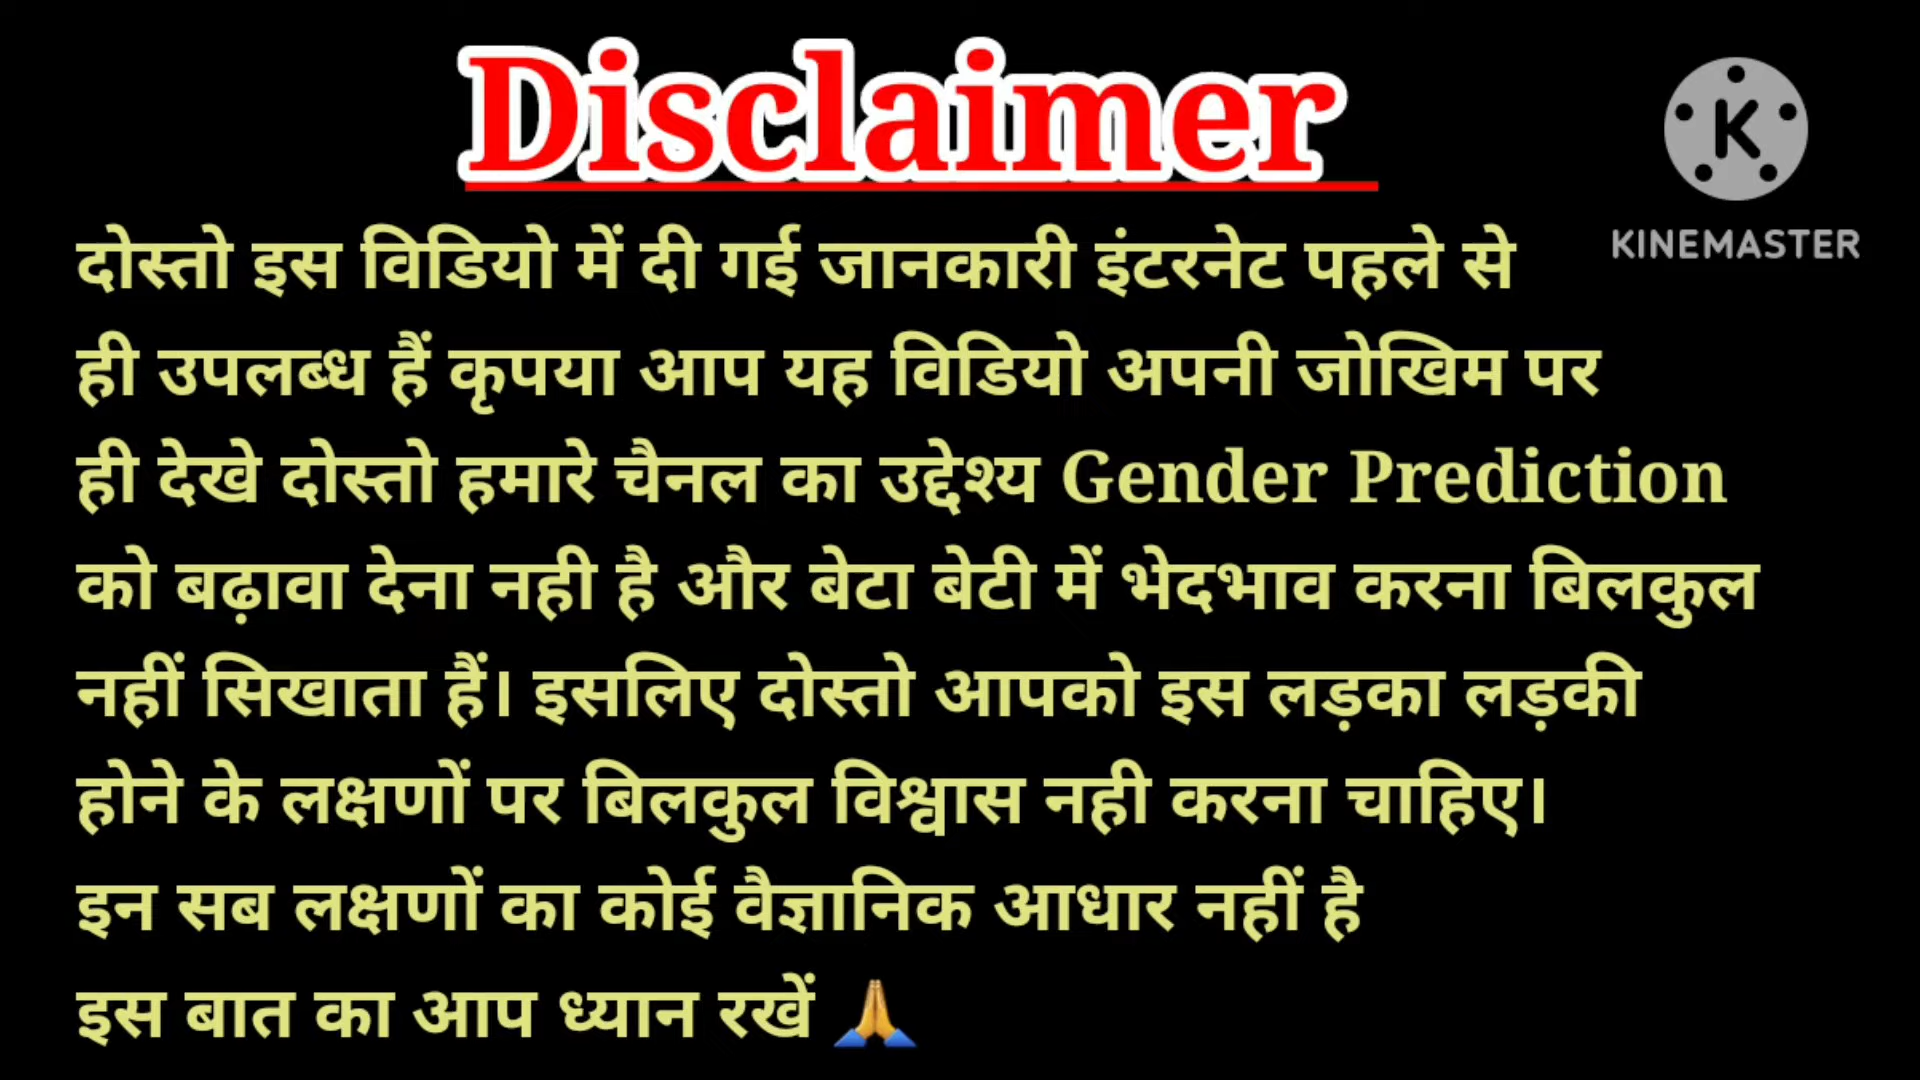 Disclaimer
KINEMASTER
दोस्तो इस विडियो में दी गई जानकारी इंटरनेट पहले से
ही उपलब्ध हैं कृपया आप यह विडियो अपनी जोखिम पर
ही देखे दोस्तो हमारे चैनल का उद्देश्य Gender Prediction
को बढ़ावा देना नही है और बेटा बेटी में भेदभाव करना बिलकुल
नहीं सिखाता हैं। इसलिए दोस्तो आपको इस लड़का लड़की
होने के लक्षणों पर बिलकुल विश्वास नही करना चाहिए।
इन सब लक्षणों का कोई वैज्ञानिक आधार नहीं है
इस बात का आप ध्यान रखें 🙏